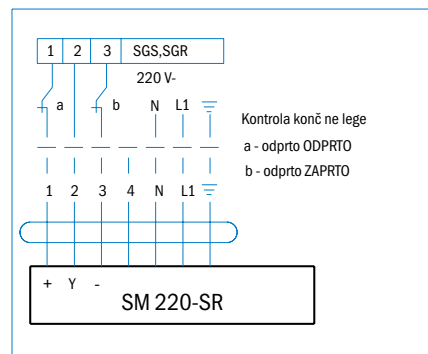 1 2 3 SGS,SGR
220 V-
a b N L1
Kontrola konč ne lege
a - odprto ODPRTO
b - odprto ZAPRTO
1 2 3 4 N L1
+ Y -
SM 220-SR